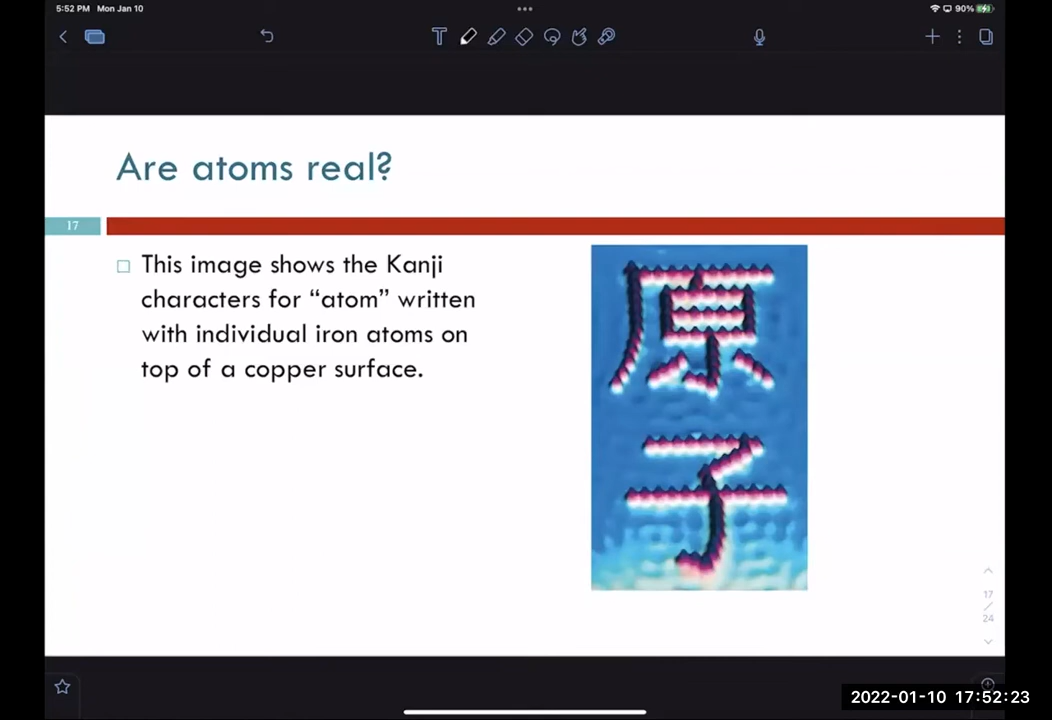 5:52 PM Mon Jan 10
90%
Are atoms real?
17
This image shows the Kanji
characters for “atom” written
with individual iron atoms on
top of a copper surface.
原
子
17
/
24
2022-01-10 17:52:23